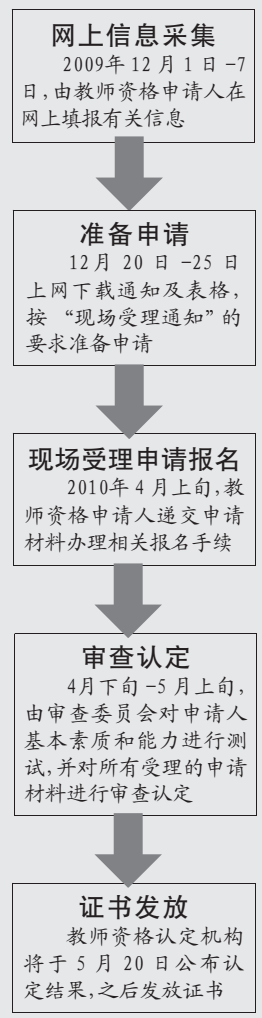 网上信息采集
2009年12月1日-7
日,由教师资格申请人在
网上填报有关信息
准备申请
12月 20 日 -25 日
上网下载通知及表格,
按 “现场受理通知” 的
要求准备申请
现场受理申请报名
2010年4月上旬,教
师资格申请人递交申请
材料办理相关报名手续
审查认定
4月下旬-5月上旬,
由审查委员会对申请人
基本素质和能力进行测
试,并对所有受理的申请
材料进行审查认定
证书发放
教师资格认定机构
将于 5 月 20 日公布认
定结果,之后发放证书